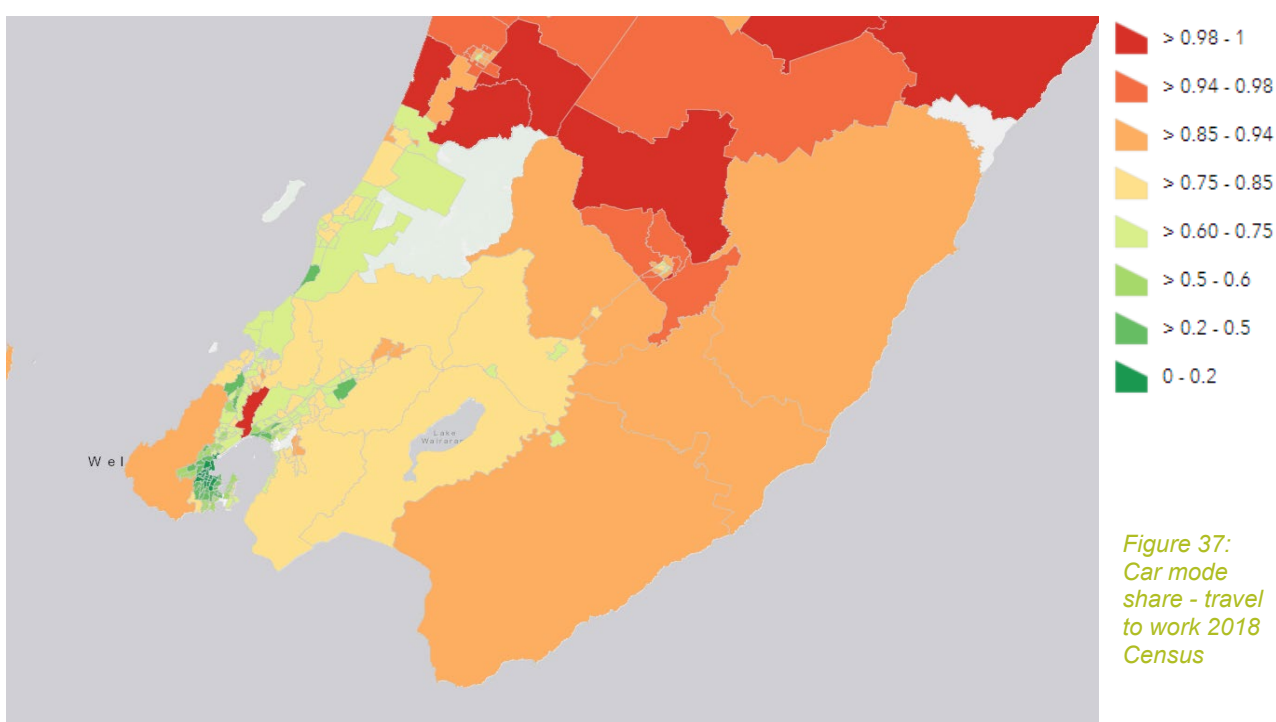 > 0.98 - 1
> 0.94 - 0.98
> 0.85 - 0.94
> 0.75 - 0.85
> 0.60 - 0.75
> 0.5 - 0.6
> 0.2 - 0.5
0 - 0.2
Lake
Wairarap
Wel
Figure 37:
Car mode
share - travel
to work 2018
Census